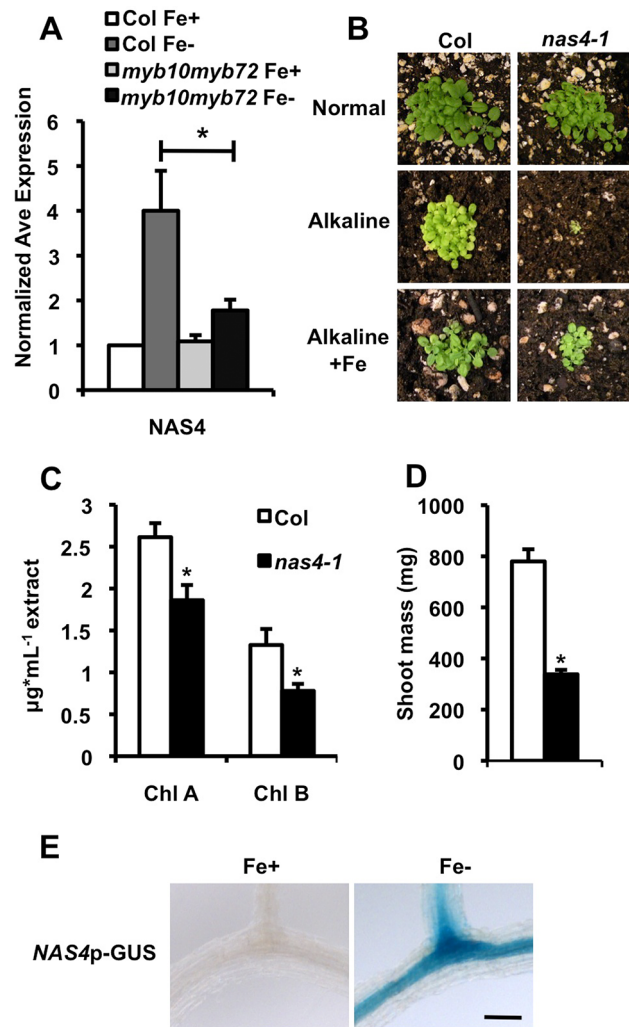 A
Col Fe+
Col Fe-
myb10myb72 Fe+
myb10myb72 Fe-
Normalized Ave Expression
6
5
4
3
2
1
0
*
NAS4
B
Col
nas4-1
Normal
Alkaline
Alkaline
+Fe
C
µg*mL-1 extract
3
2.5
2
1.5
1
0.5
0
*
*
Col
nas4-1
Chl A
Chl B
D
Shoot mass (mg)
1000
800
600
400
200
0
*
E
Fe+
Fe-
NAS4p-GUS